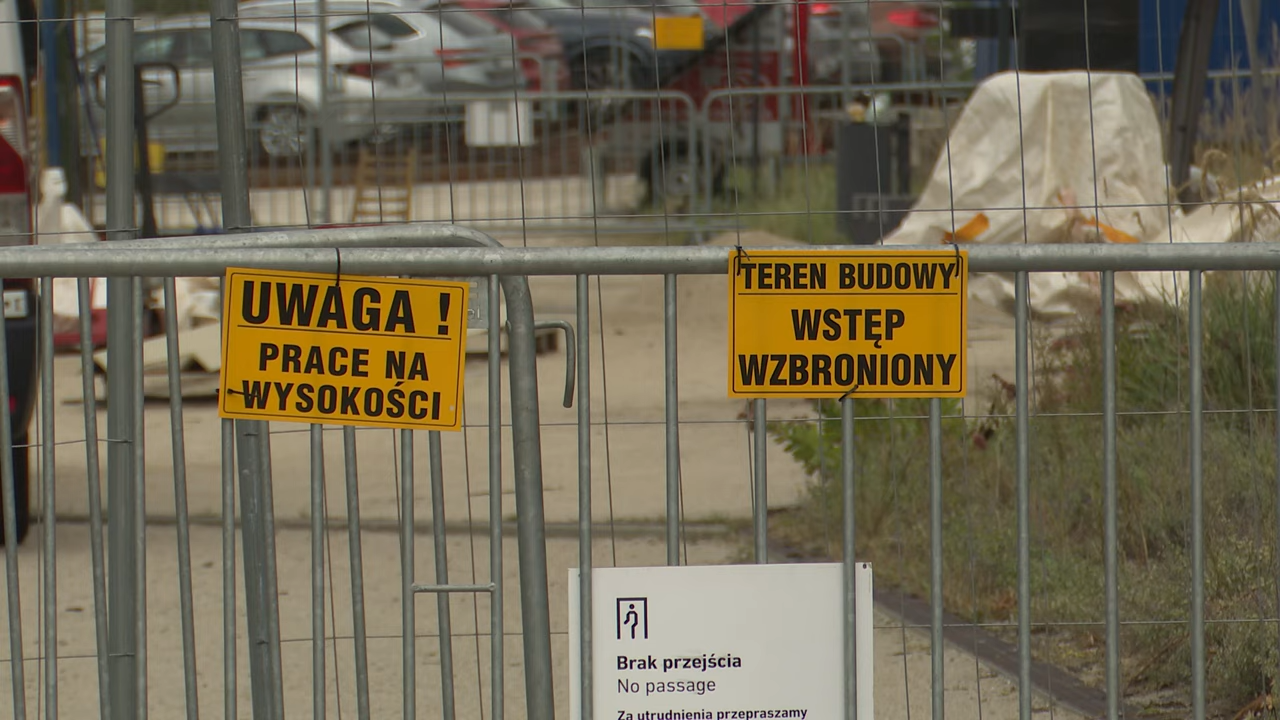 UWAGA !
PRACE NA
WYSOKOŚCI
TEREN BUDOWY
WSTĘP
WZBRONIONY
Brak przejścia
No passage
Za utrudnienia przepraszamy